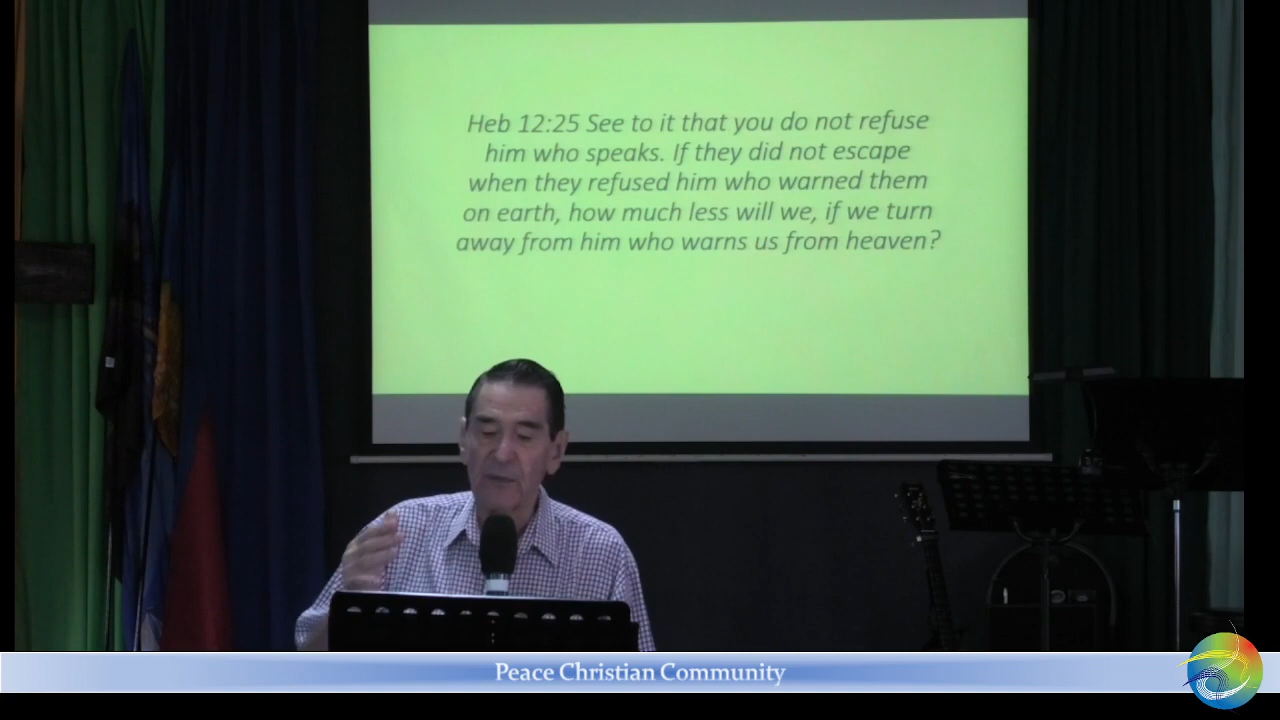 Heb 12:25 See to it that you do not refuse
him who speaks. If they did not escape
when they refused him who warned them
on earth, how much less will we, if we turn
away from him who warns us from heaven?
Peace Christian Community